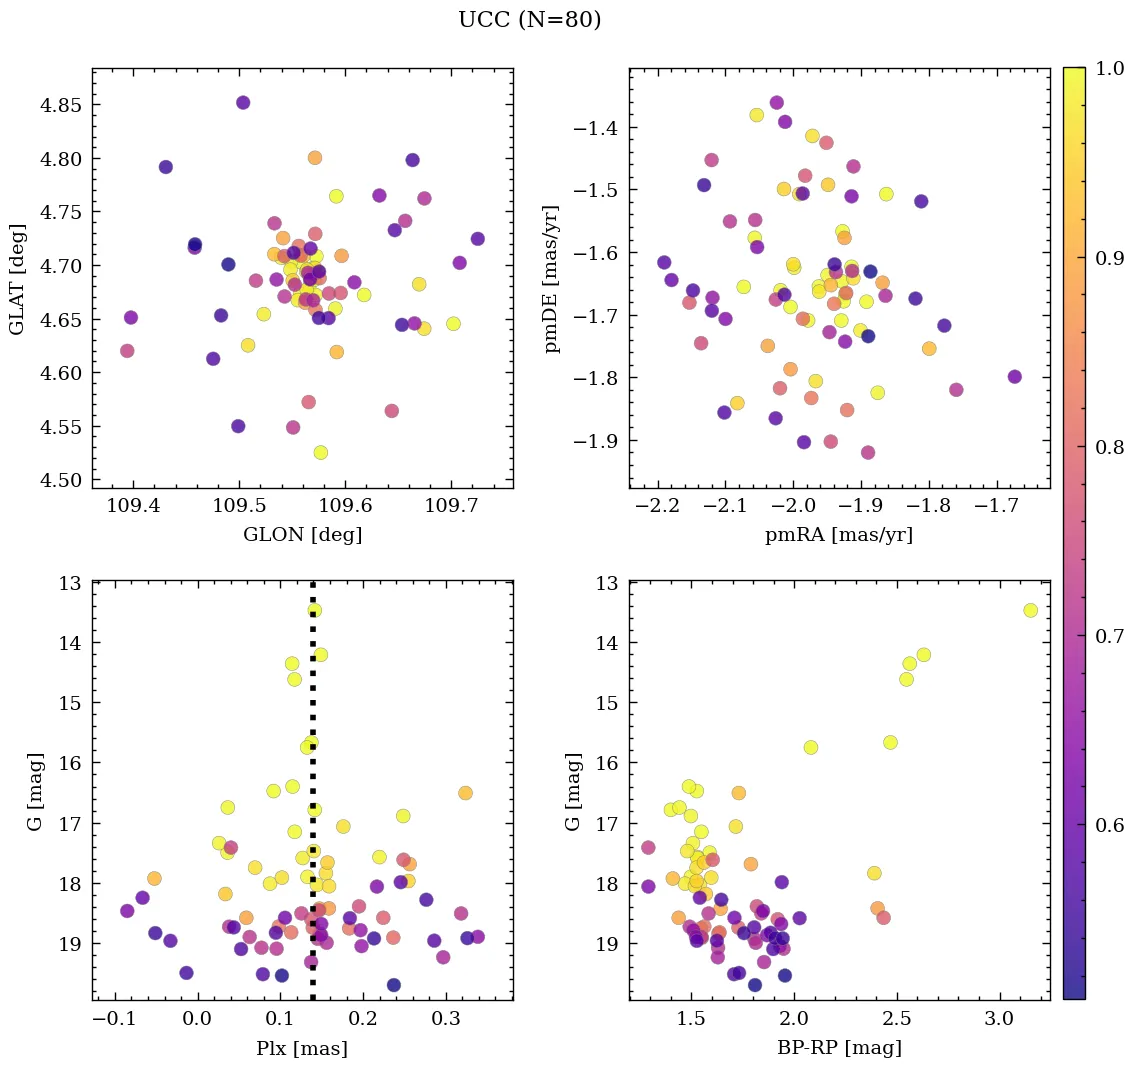 UCC (N=80)
4.85
4.80
4.75
4.70
4.65
4.60
4.55
4.50
GLAT [deg]
109.4 109.5 109.6 109.7
GLON [deg]
−1.4
−1.5
−1.6
−1.7
−1.8
−1.9
pmDE [mas/yr]
−2.2 −2.1 −2.0 −1.9 −1.8 −1.7
pmRA [mas/yr]
1.0
0.9
0.8
0.7
0.6
13
14
15
16
17
18
19
G [mag]
−0.1 0.0 0.1 0.2 0.3
Plx [mas]
13
14
15
16
17
18
19
G [mag]
1.5 2.0 2.5 3.0
BP-RP [mag]